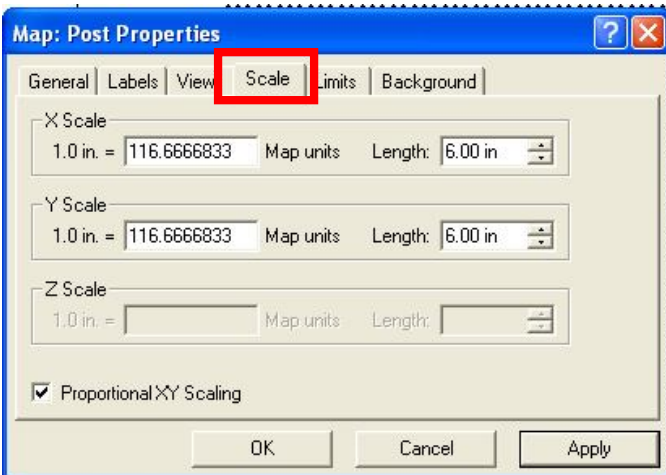 Map: Post Properties
General Labels View Scale Limits Background
X Scale
1.0 in. = 116.6666833 Map units Length: 6.00 in
Y Scale
1.0 in. = 116.6666833 Map units Length: 6.00 in
Z Scale
1.0 in. = Map units Length:
Proportional XY Scaling
OK Cancel Apply